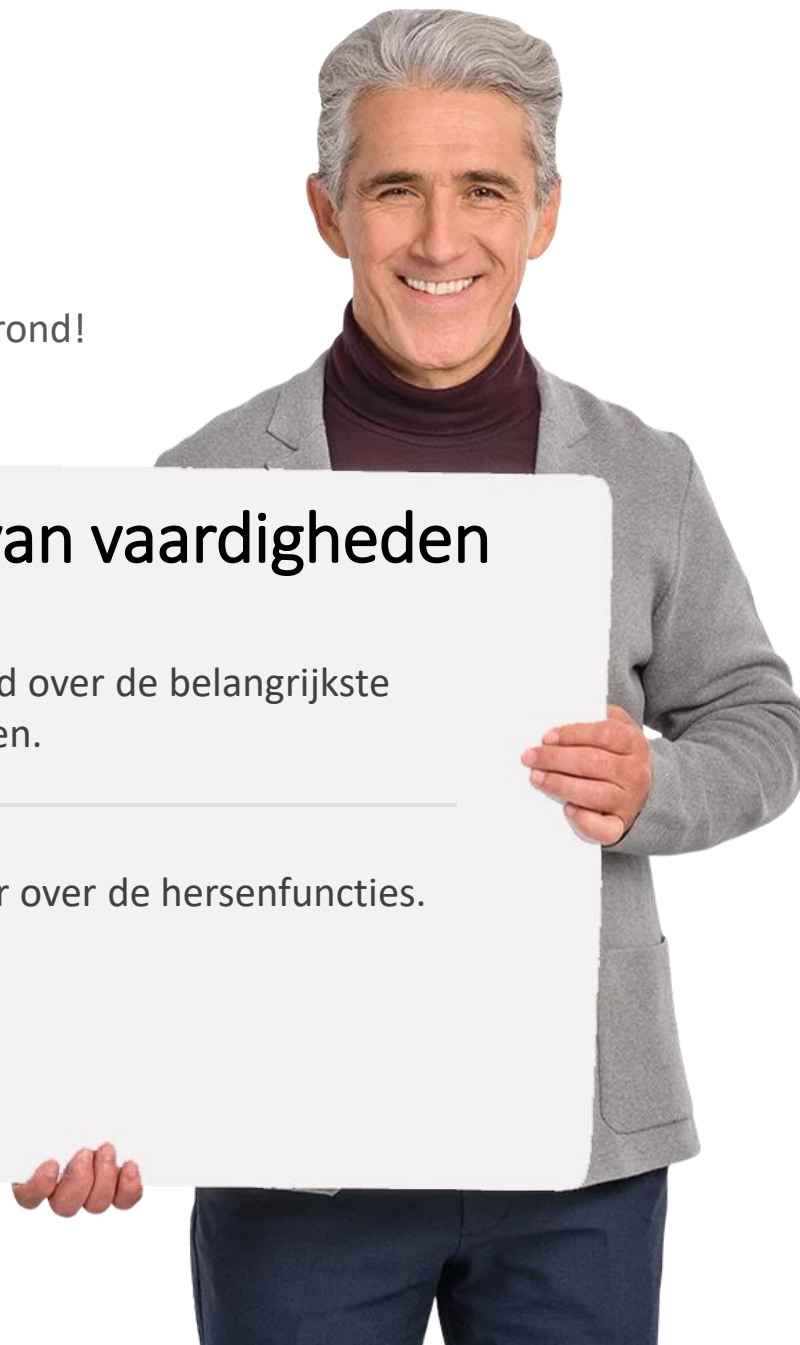 rond!
van vaardigheden
d over de belangrijkste
en.
r over de hersenfuncties.